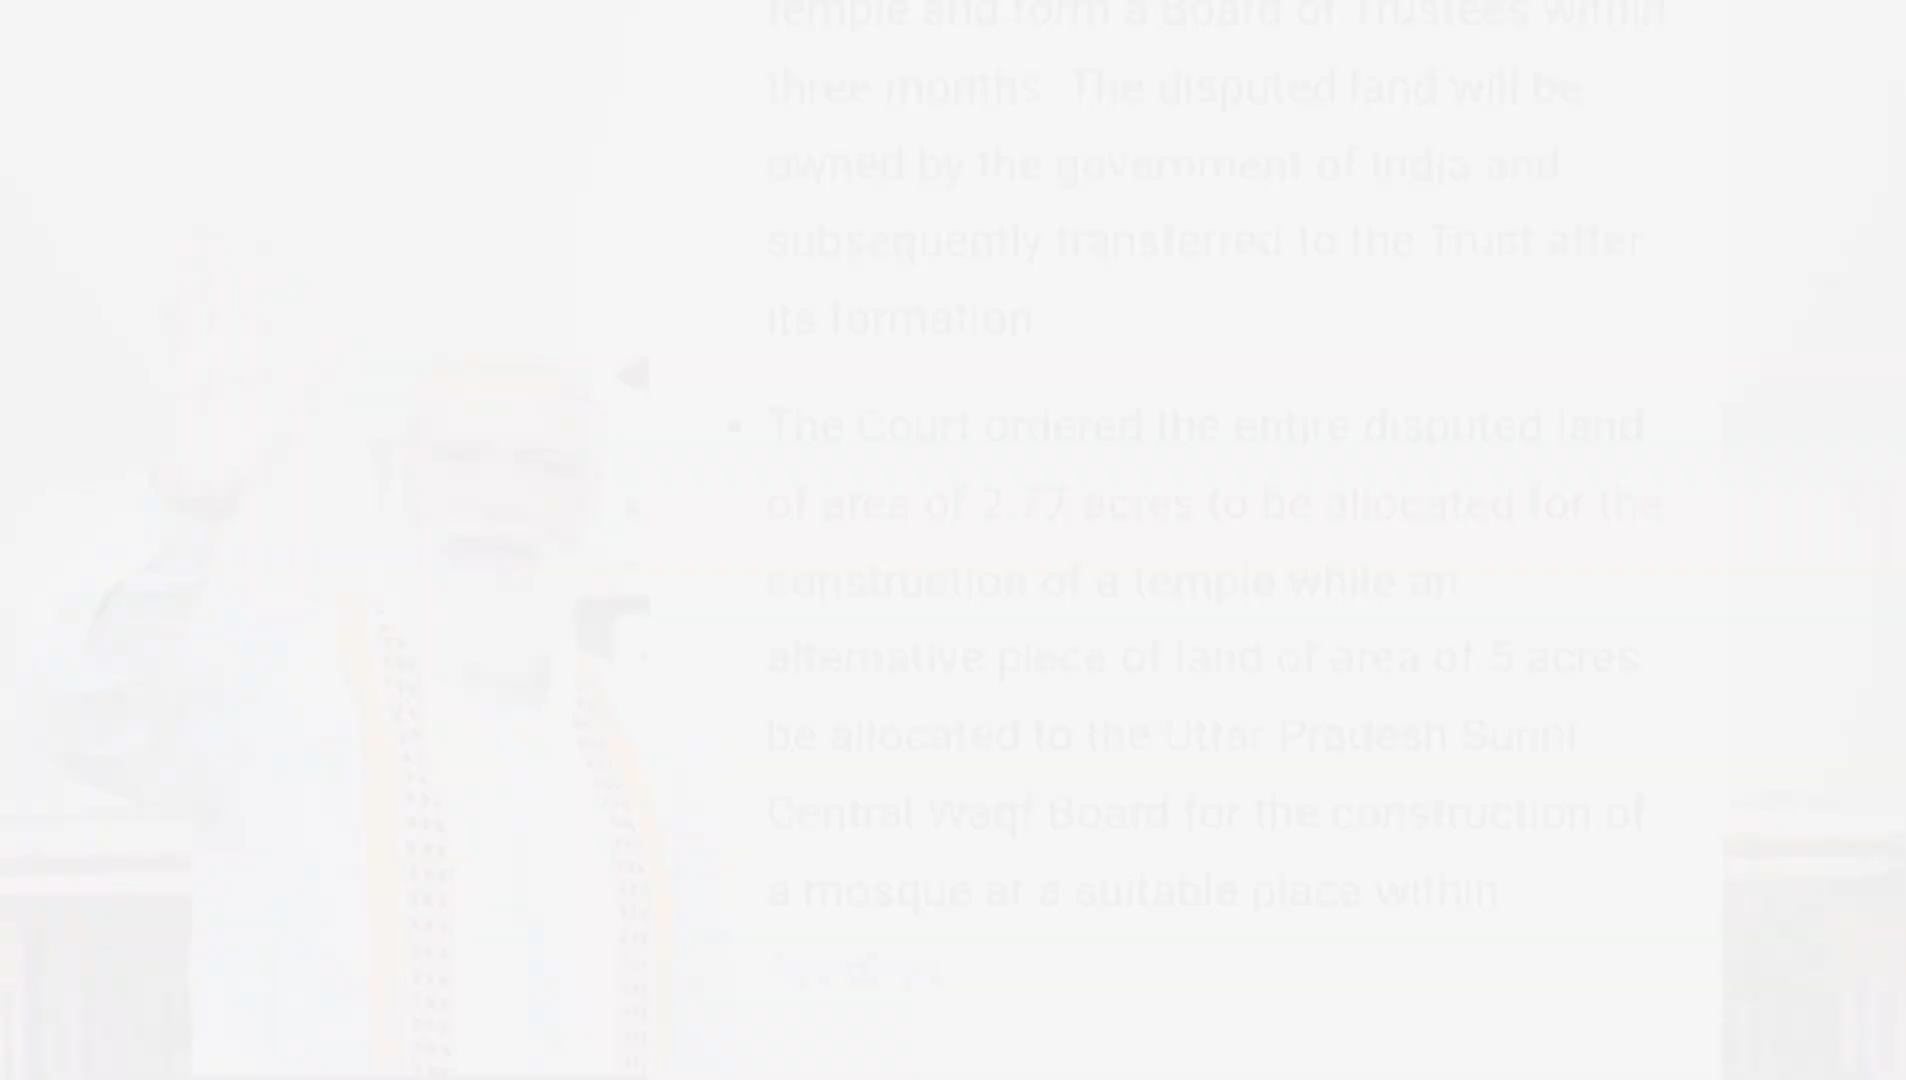 temple and form a Board of Trustees within
three months. The disputed land will be
owned by the government of India and
subsequently transferred to the Trust after
its formation
• The Court ordered the entire disputed land
of area of 2.77 acres to be allocated for the
construction of a temple while an
alternative piece of land of area of 5 acres
be allocated to the Uttar Pradesh Sunni
Central Waqf Board for the construction of
a mosque at a suitable place within